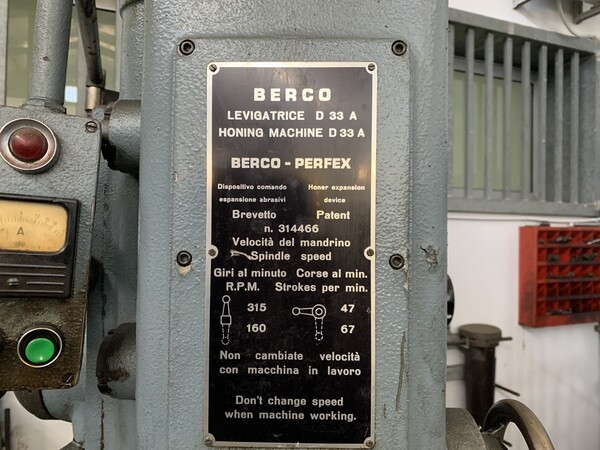 BERCO
LEVIGATRICE D 33 A
HONING MACHINE D 33 A
BERCO - PERFEX
Dispositivo comando Honer expansion
espansione abrasivi device
Brevetto Patent
n. 314466
Velocità del mandrino
Spindle speed
Giri al minuto Corse al min.
R.P.M. Strokes per min.
315 47
160 67
Non cambiate velocità
con macchina in lavoro
Don't change speed
when machine working.
A